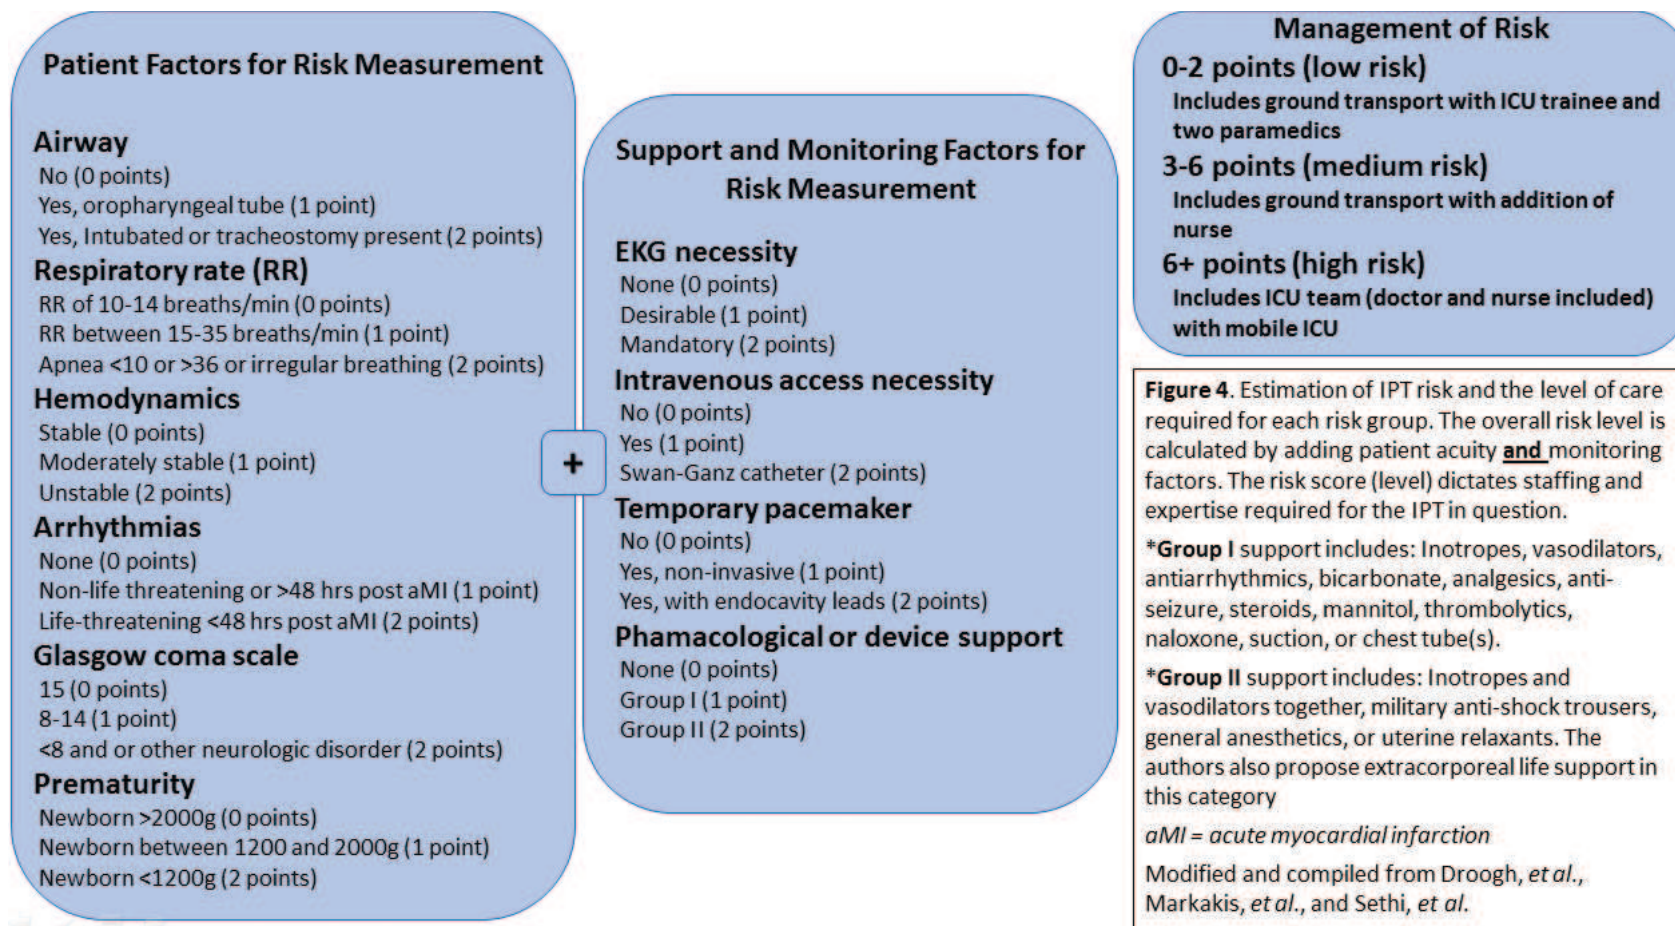 Patient Factors for Risk Measurement
Airway
No (0 points)
Yes, oropharyngeal tube (1 point)
Yes, Intubated or tracheostomy present (2 points)
Respiratory rate (RR)
RR of 10-14 breaths/min (0 points)
RR between 15-35 breaths/min (1 point)
Apnea <10 or >36 or irregular breathing (2 points)
Hemodynamics
Stable (0 points)
Moderately stable (1 point)
Unstable (2 points)
Arrhythmias
None (0 points)
Non-life threatening or >48 hrs post aMI (1 point)
Life-threatening <48 hrs post aMI (2 points)
Glasgow coma scale
15 (0 points)
8-14 (1 point)
<8 and or other neurologic disorder (2 points)
Prematurity
Newborn >2000g (0 points)
Newborn between 1200 and 2000g (1 point)
Newborn <1200g (2 points)
+
Support and Monitoring Factors for
Risk Measurement
EKG necessity
None (0 points)
Desirable (1 point)
Mandatory (2 points)
Intravenous access necessity
No (0 points)
Yes (1 point)
Swan-Ganz catheter (2 points)
Temporary pacemaker
No (0 points)
Yes, non-invasive (1 point)
Yes, with endocavity leads (2 points)
Phamacological or device support
None (0 points)
Group I (1 point)
Group II (2 points)
Management of Risk
0-2 points (low risk)
Includes ground transport with ICU trainee and
two paramedics
3-6 points (medium risk)
Includes ground transport with addition of
nurse
6+ points (high risk)
Includes ICU team (doctor and nurse included)
with mobile ICU
Figure 4. Estimation of IPT risk and the level of care
required for each risk group. The overall risk level is
calculated by adding patient acuity and monitoring
factors. The risk score (level) dictates staffing and
expertise required for the IPT in question.
*Group I support includes: Inotropes, vasodilators,
antiarrhythmics, bicarbonate, analgesics, anti-
seizure, steroids, mannitol, thrombolytics,
naloxone, suction, or chest tube(s).
*Group II support includes: Inotropes and
vasodilators together, military anti-shock trousers,
general anesthetics, or uterine relaxants. The
authors also propose extracorporeal life support in
this category
aMI = acute myocardial infarction
Modified and compiled from Droogh, et al.,
Markakis, et al., and Sethi, et al.